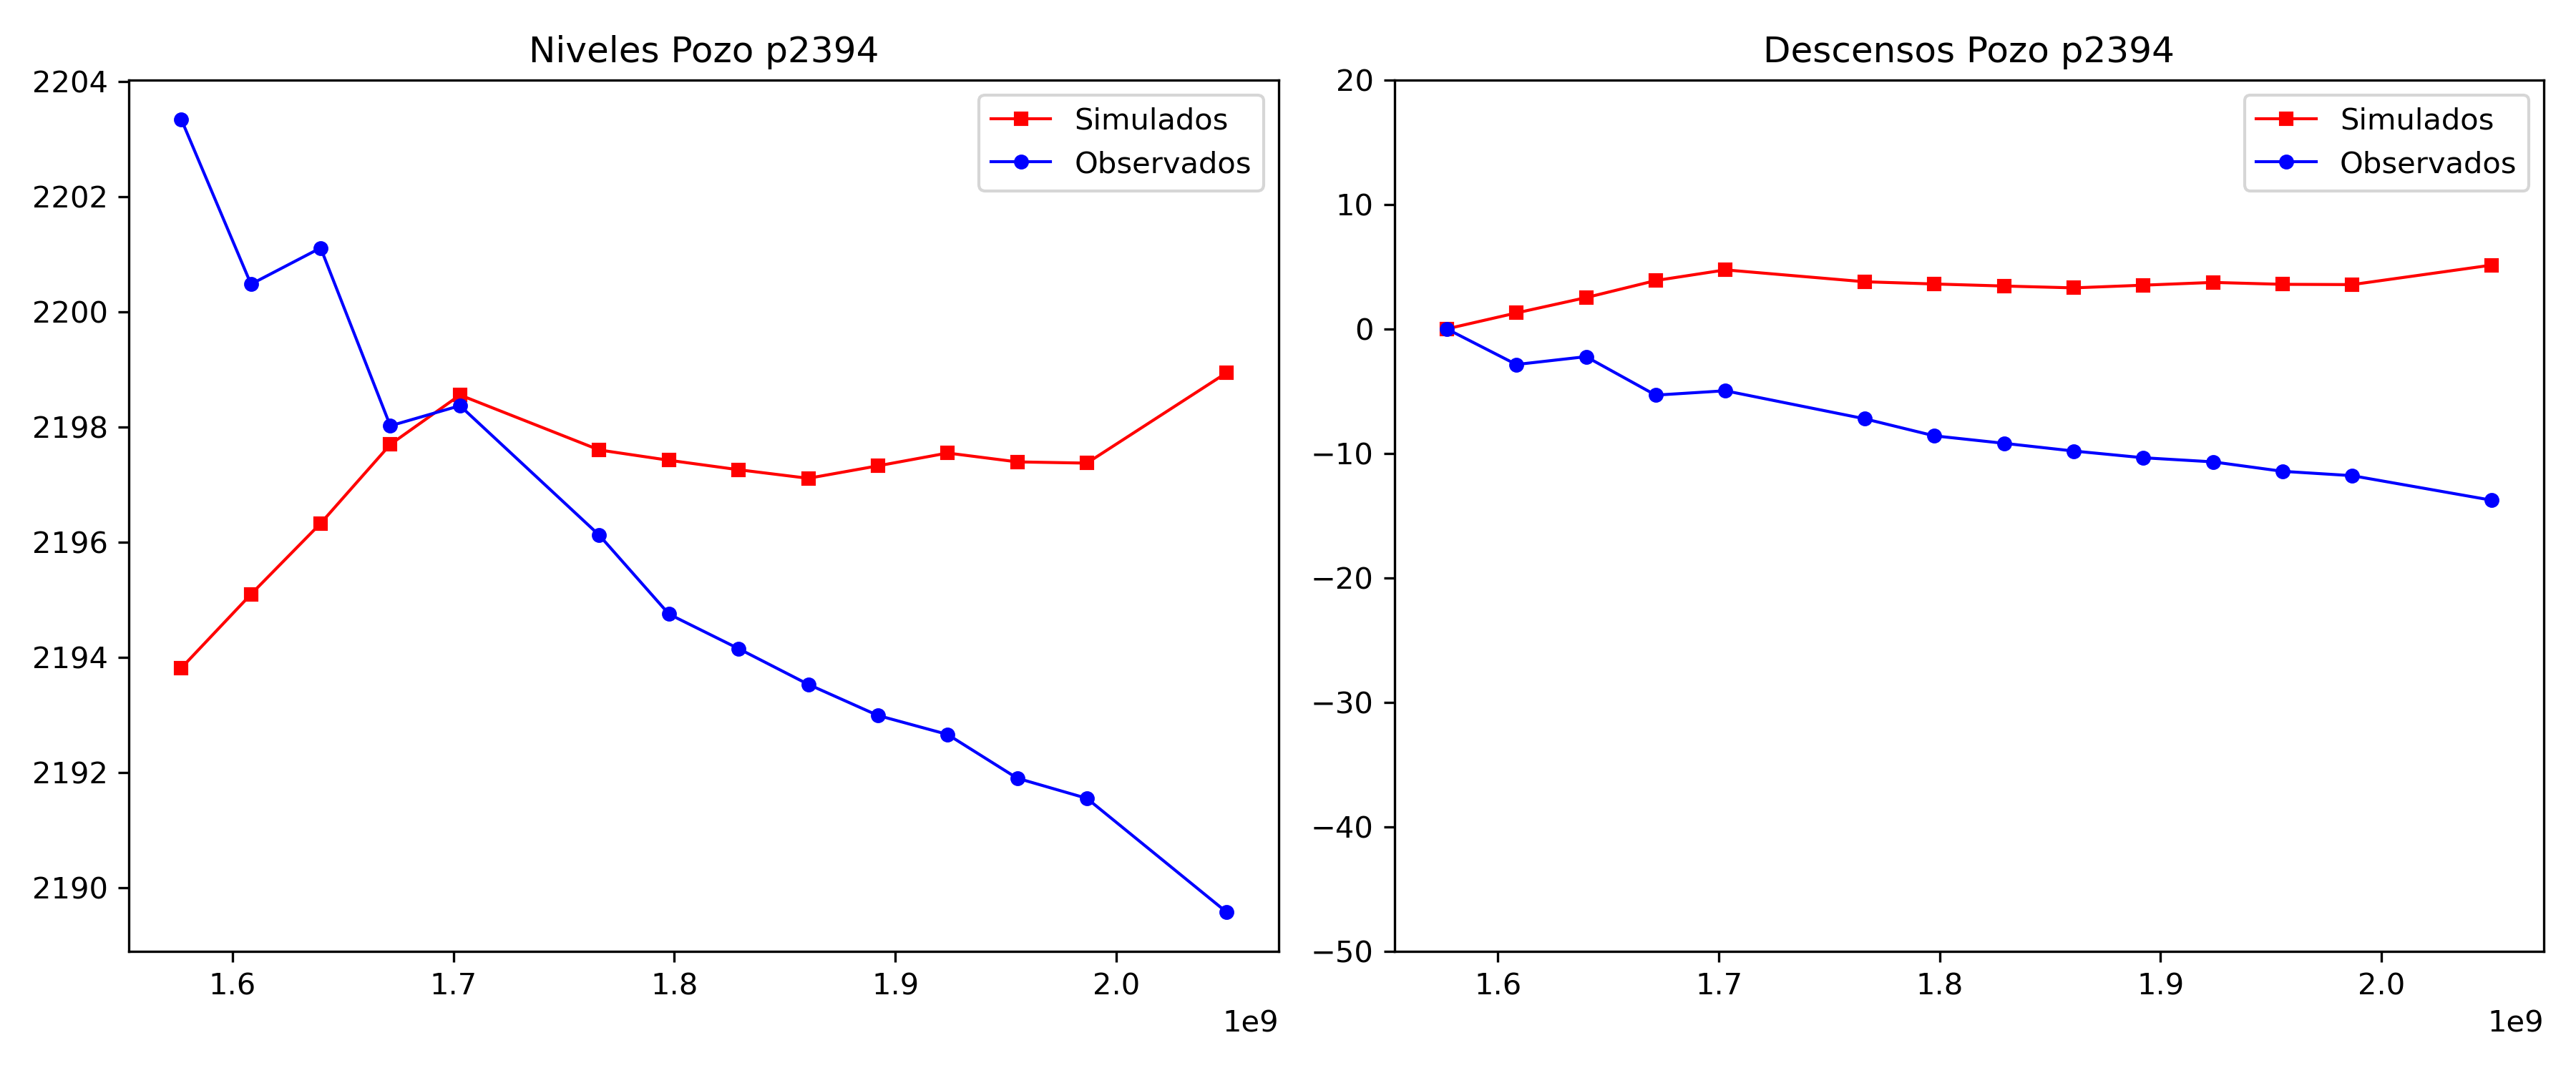 Niveles Pozo p2394
2204
2202
2200
2198
2196
2194
2192
2190
1.6 1.7 1.8 1.9 2.0
1e9
Simulados
Observados
Descensos Pozo p2394
20
10
0
−10
−20
−30
−40
−50
1.6 1.7 1.8 1.9 2.0
1e9
Simulados
Observados